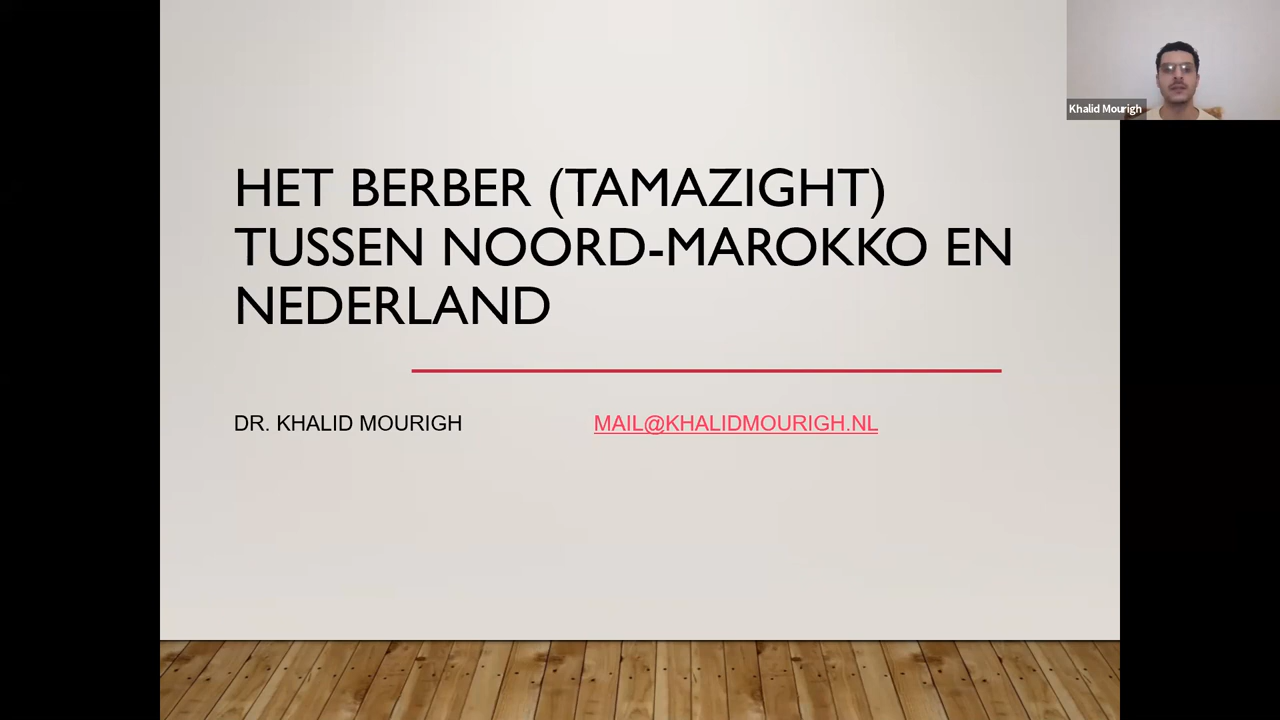 Khalid Mourigh
HET BERBER (TAMAZIGHT)
TUSSEN NOORD-MAROKKO EN
NEDERLAND
DR. KHALID MOURIGH MAIL@KHALIDMOURIGH.NL